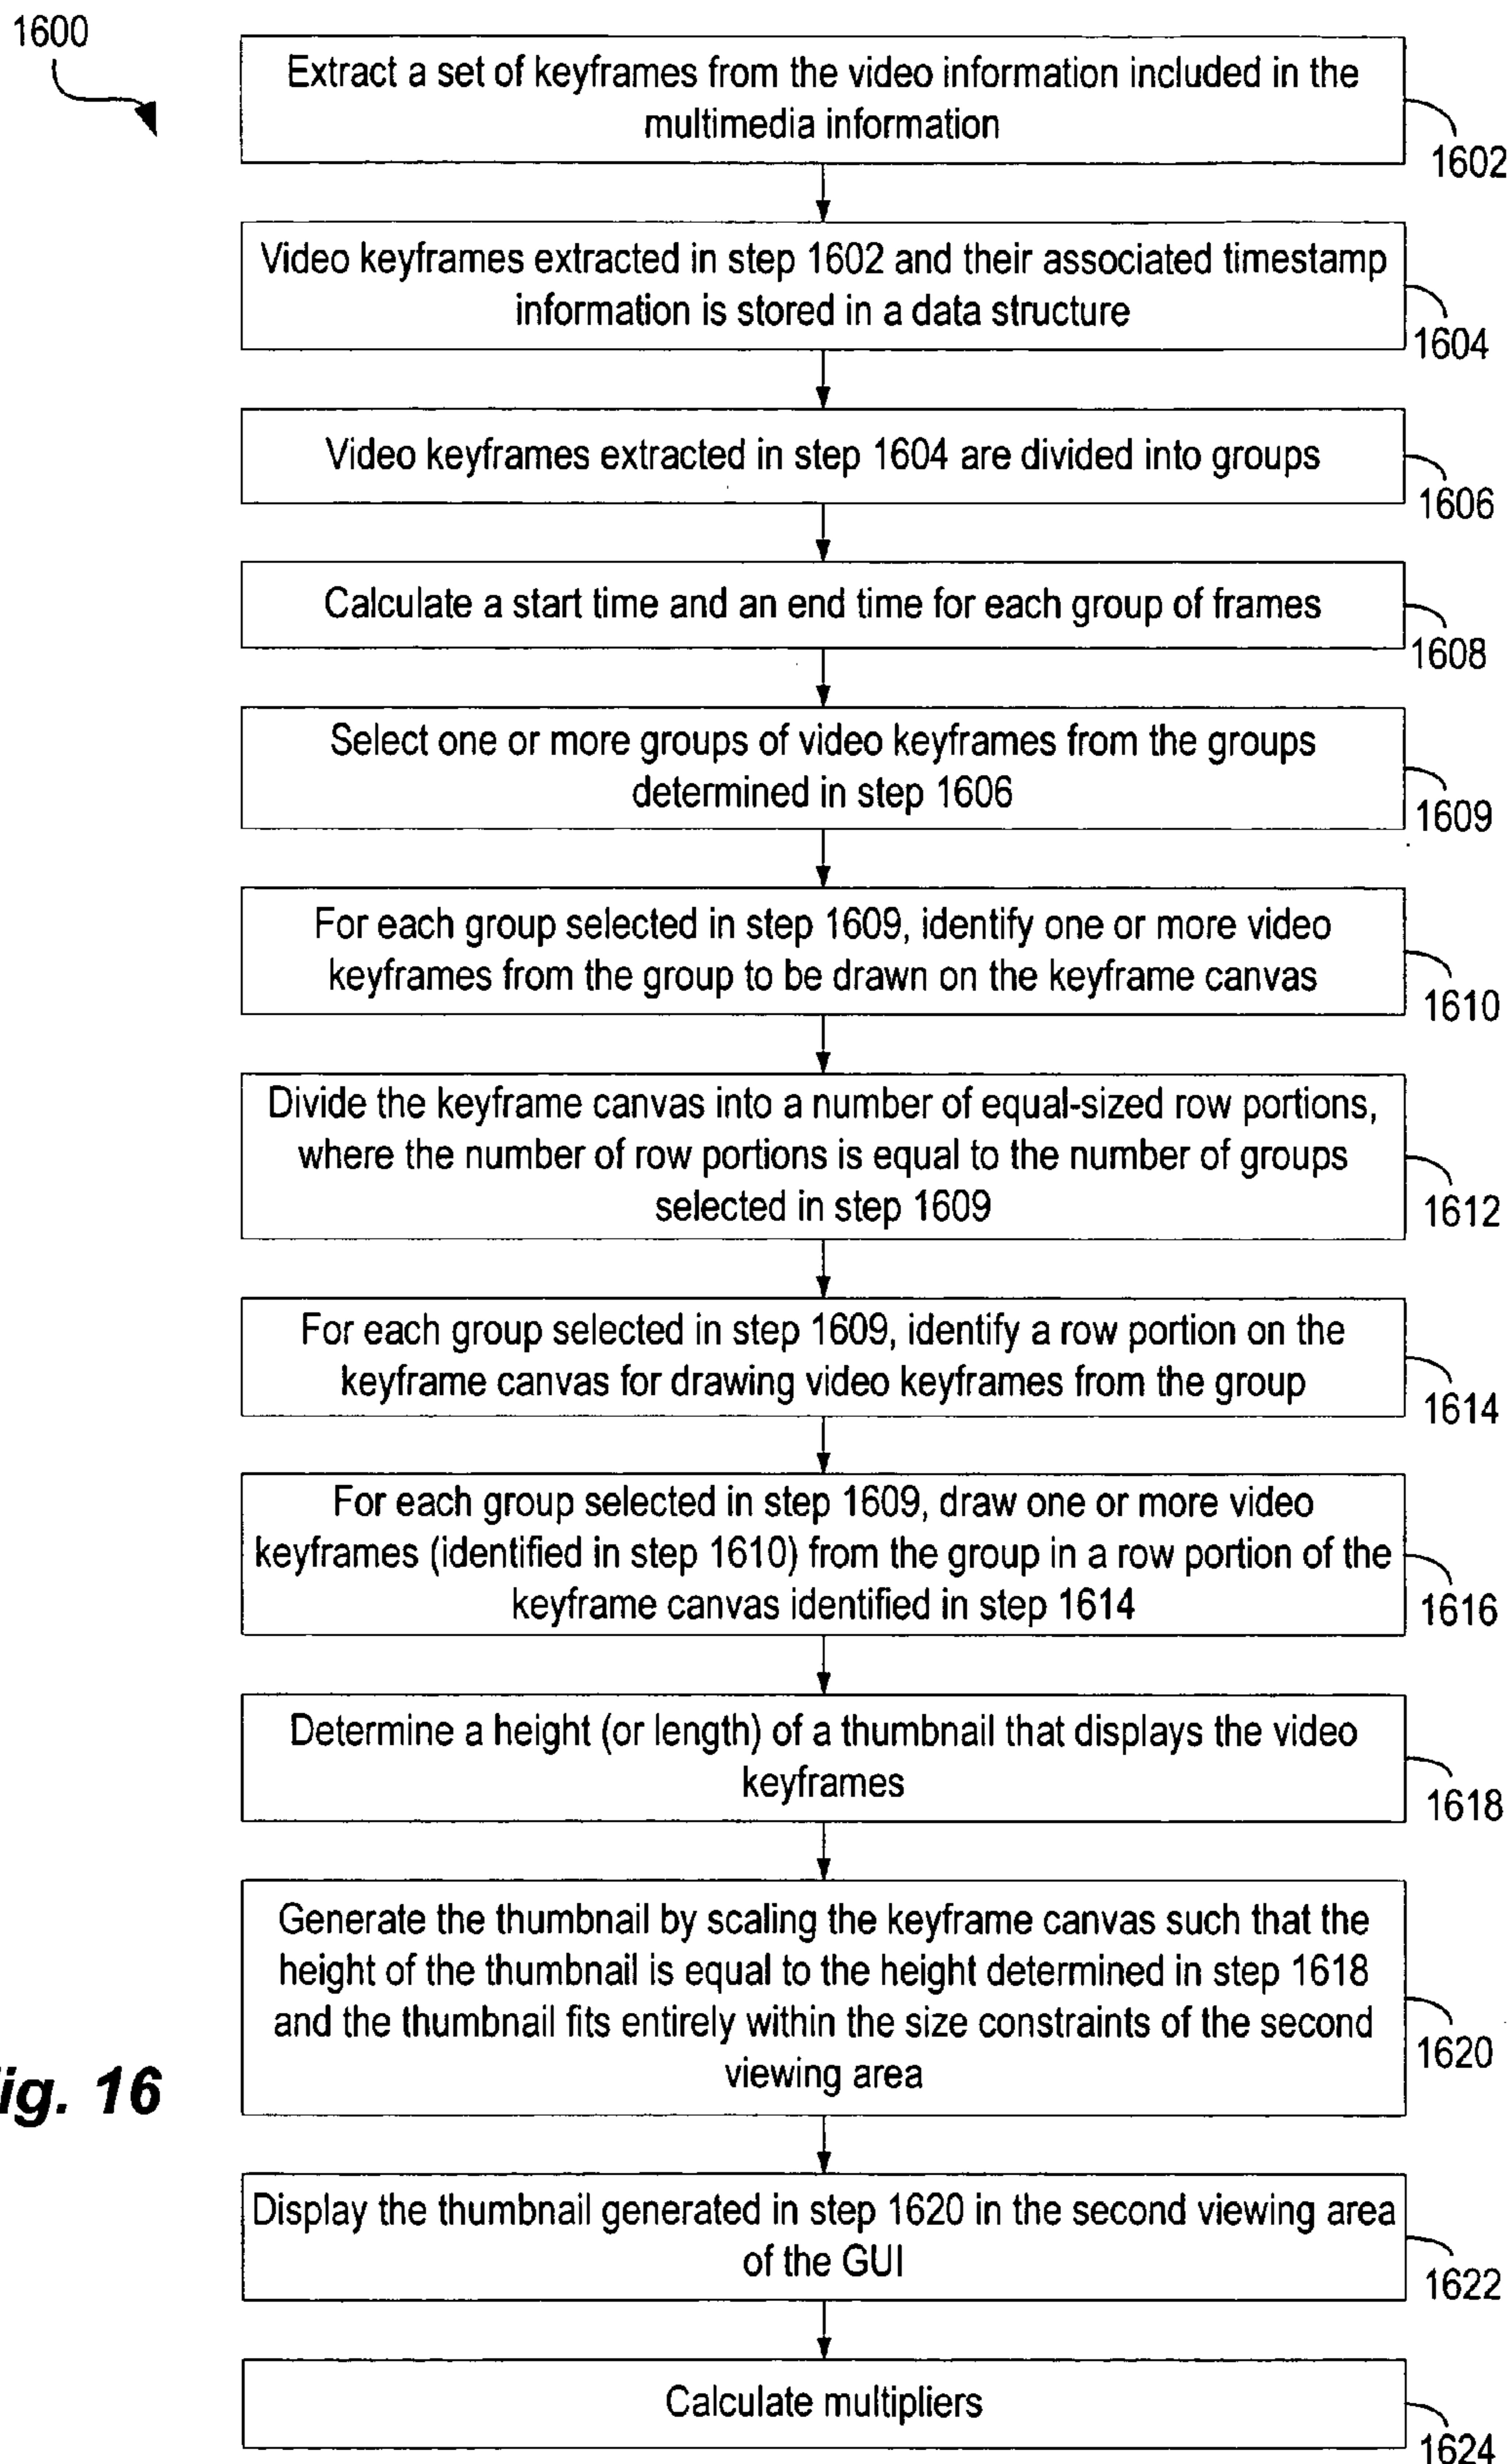 1600
Extract a set of keyframes from the video information included in the
multimedia information
1602
Video keyframes extracted in step 1602 and their associated timestamp
information is stored in a data structure
1604
Video keyframes extracted in step 1604 are divided into groups
1606
Calculate a start time and an end time for each group of frames
1608
Select one or more groups of video keyframes from the groups
determined in step 1606
1609
For each group selected in step 1609, identify one or more video
keyframes from the group to be drawn on the keyframe canvas
1610
Divide the keyframe canvas into a number of equal-sized row portions,
where the number of row portions is equal to the number of groups
selected in step 1609
1612
For each group selected in step 1609, identify a row portion on the
keyframe canvas for drawing video keyframes from the group
1614
For each group selected in step 1609, draw one or more video
keyframes (identified in step 1610) from the group in a row portion of the
keyframe canvas identified in step 1614
1616
Determine a height (or length) of a thumbnail that displays the video
keyframes
1618
Generate the thumbnail by scaling the keyframe canvas such that the
height of the thumbnail is equal to the height determined in step 1618
and the thumbnail fits entirely within the size constraints of the second
viewing area
1620
ig. 16
Display the thumbnail generated in step 1620 in the second viewing area
of the GUI
1622
Calculate multipliers
1624